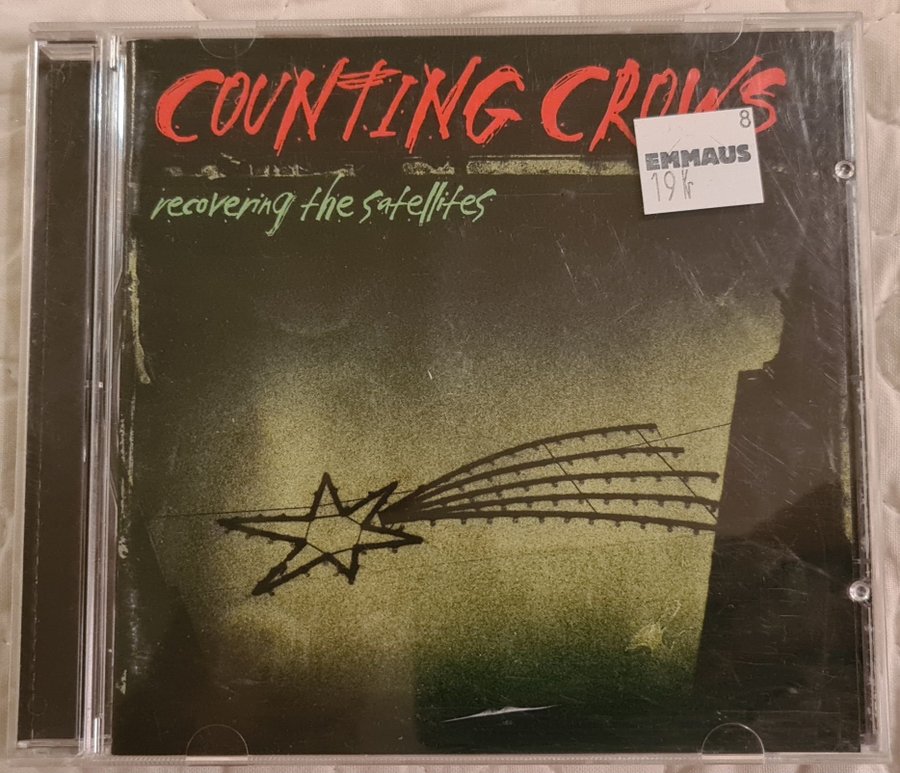 COUNTING CROWS
recovering the satellites
8
EMMAUS
19 kr